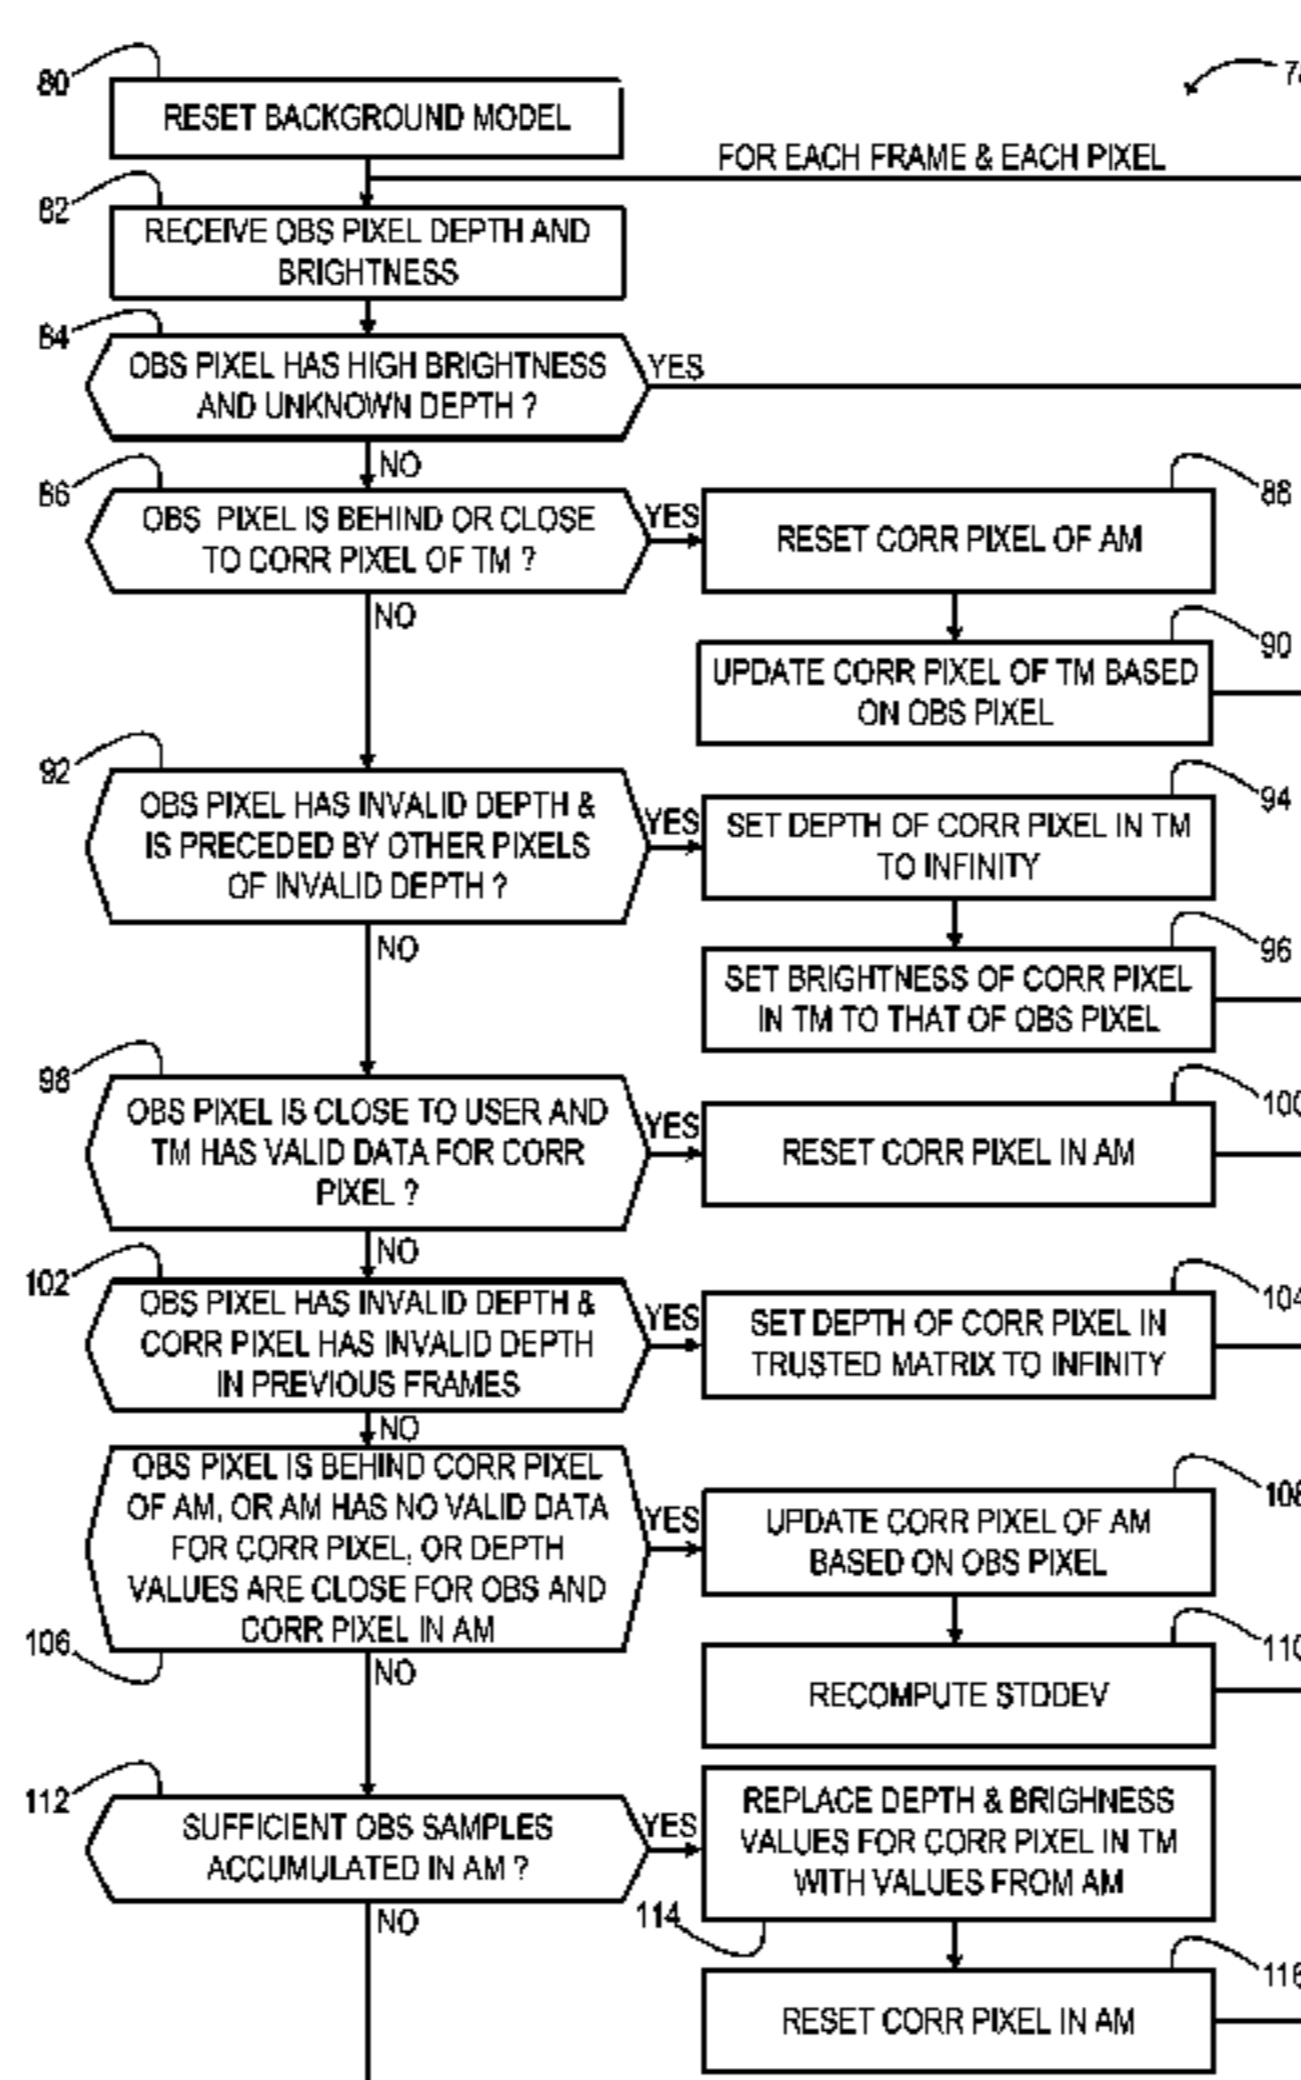 80
RESET BACKGROUND MODEL
FOR EACH FRAME & EACH PIXEL
82
RECEIVE OBS PIXEL DEPTH AND
BRIGHTNESS
84
OBS PIXEL HAS HIGH BRIGHTNESS
AND UNKNOWN DEPTH ?
YES
NO
86
OBS PIXEL IS BEHIND OR CLOSE
TO CORR PIXEL OF TM ?
YES
88
RESET CORR PIXEL OF AM
NO
90
UPDATE CORR PIXEL OF TM BASED
ON OBS PIXEL
92
OBS PIXEL HAS INVALID DEPTH &
IS PRECEDED BY OTHER PIXELS
OF INVALID DEPTH ?
YES
94
SET DEPTH OF CORR PIXEL IN TM
TO INFINITY
NO
96
SET BRIGHTNESS OF CORR PIXEL
IN TM TO THAT OF OBS PIXEL
98
OBS PIXEL IS CLOSE TO USER AND
TM HAS VALID DATA FOR CORR
PIXEL ?
YES
100
RESET CORR PIXEL IN AM
NO
102
OBS PIXEL HAS INVALID DEPTH &
CORR PIXEL HAS INVALID DEPTH
IN PREVIOUS FRAMES
YES
104
SET DEPTH OF CORR PIXEL IN
TRUSTED MATRIX TO INFINITY
NO
OBS PIXEL IS BEHIND CORR PIXEL
OF AM, OR AM HAS NO VALID DATA
FOR CORR PIXEL, OR DEPTH
VALUES ARE CLOSE FOR OBS AND
CORR PIXEL IN AM
106
YES
108
UPDATE CORR PIXEL OF AM
BASED ON OBS PIXEL
NO
110
RECOMPUTE STDDEV
112
SUFFICIENT OBS SAMPLES
ACCUMULATED IN AM ?
YES
REPLACE DEPTH & BRIGHNESS
VALUES FOR CORR PIXEL IN TM
WITH VALUES FROM AM
114
NO
116
RESET CORR PIXEL IN AM